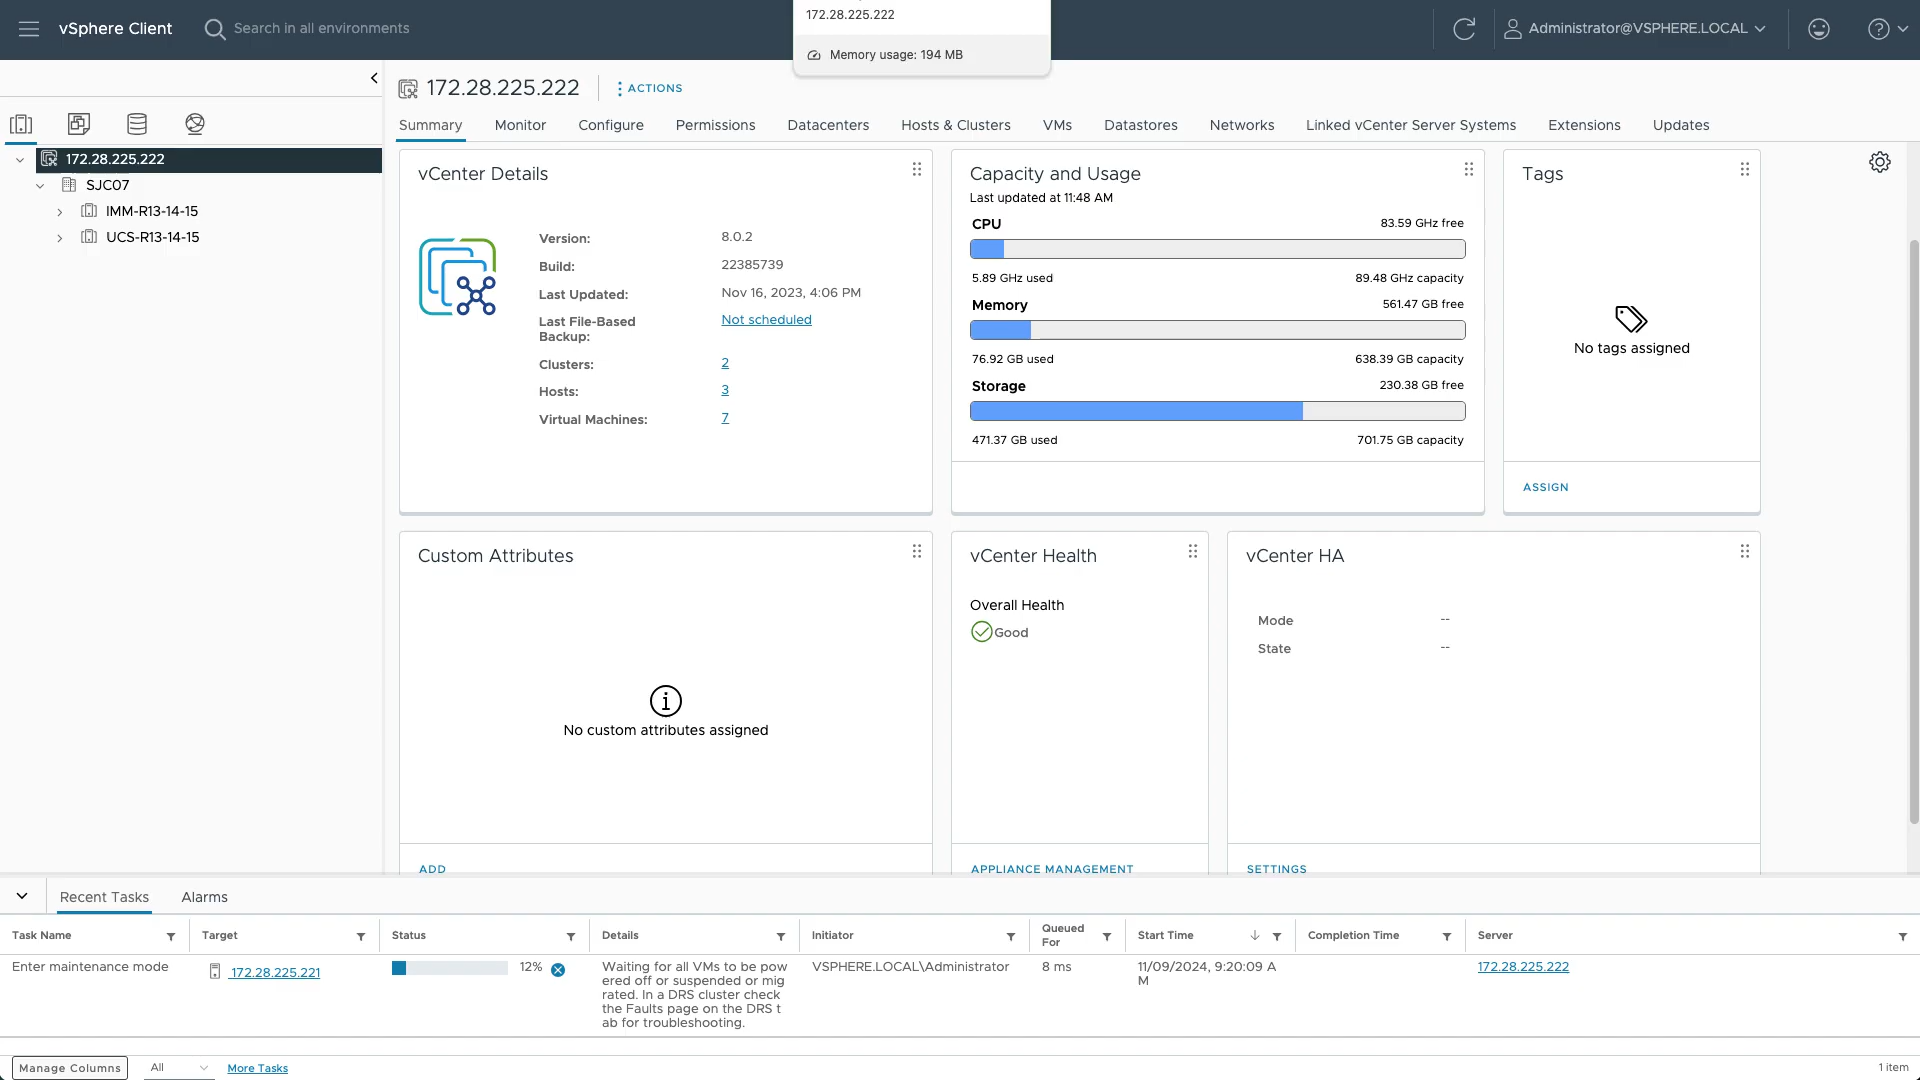 172.28.225.222
Memory usage: 194 MB
vSphere Client
Search in all environments
Administrator@VSPHERE.LOCAL
172.28.225.222
ACTIONS
Summary
Monitor
Configure
Permissions
Datacenters
Hosts & Clusters
VMs
Datastores
Networks
Linked vCenter Server Systems
Extensions
Updates
172.28.225.222
SJC07
IMM-R13-14-15
UCS-R13-14-15
vCenter Details
Version: 8.0.2
Build: 22385739
Last Updated: Nov 16, 2023, 4:06 PM
Last File-Based
Backup:
Not scheduled
Clusters: 2
Hosts: 3
Virtual Machines: 7
Capacity and Usage
Last updated at 11:48 AM
CPU
83.59 GHz free
5.89 GHz used
89.48 GHz capacity
Memory
561.47 GB free
76.92 GB used
638.39 GB capacity
Storage
230.38 GB free
471.37 GB used
701.75 GB capacity
Tags
No tags assigned
ASSIGN
Custom Attributes
No custom attributes assigned
ADD
vCenter Health
Overall Health
Good
APPLIANCE MANAGEMENT
vCenter HA
Mode --
State --
SETTINGS
Recent Tasks
Alarms
Task Name
Target
Status
Details
Initiator
Queued
For
Start Time
Completion Time
Server
Enter maintenance mode
172.28.225.221
12%
Waiting for all VMs to be pow
ered off or suspended or mig
rated. In a DRS cluster check
the Faults page on the DRS t
ab for troubleshooting.
VSPHERE.LOCAL\Administrator
8 ms
11/09/2024, 9:20:09 A
M
172.28.225.222
Manage Columns
All
More Tasks
1 item